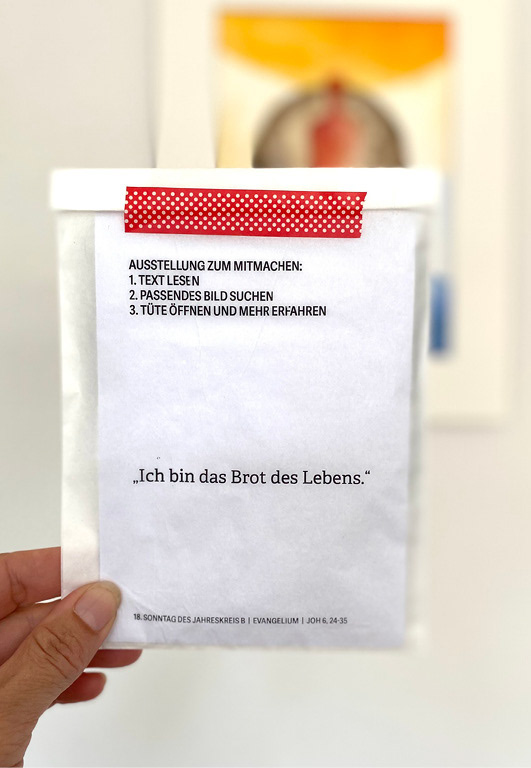 AUSSTELLUNG ZUM MITMACHEN:
1. TEXT LESEN
2. PASSENDES BILD SUCHEN
3. TÜTE ÖFFNEN UND MEHR ERFAHREN
„Ich bin das Brot des Lebens.“
18. SONNTAG DES JAHRESKREIS B | EVANGELIUM | JOH 6, 24-35